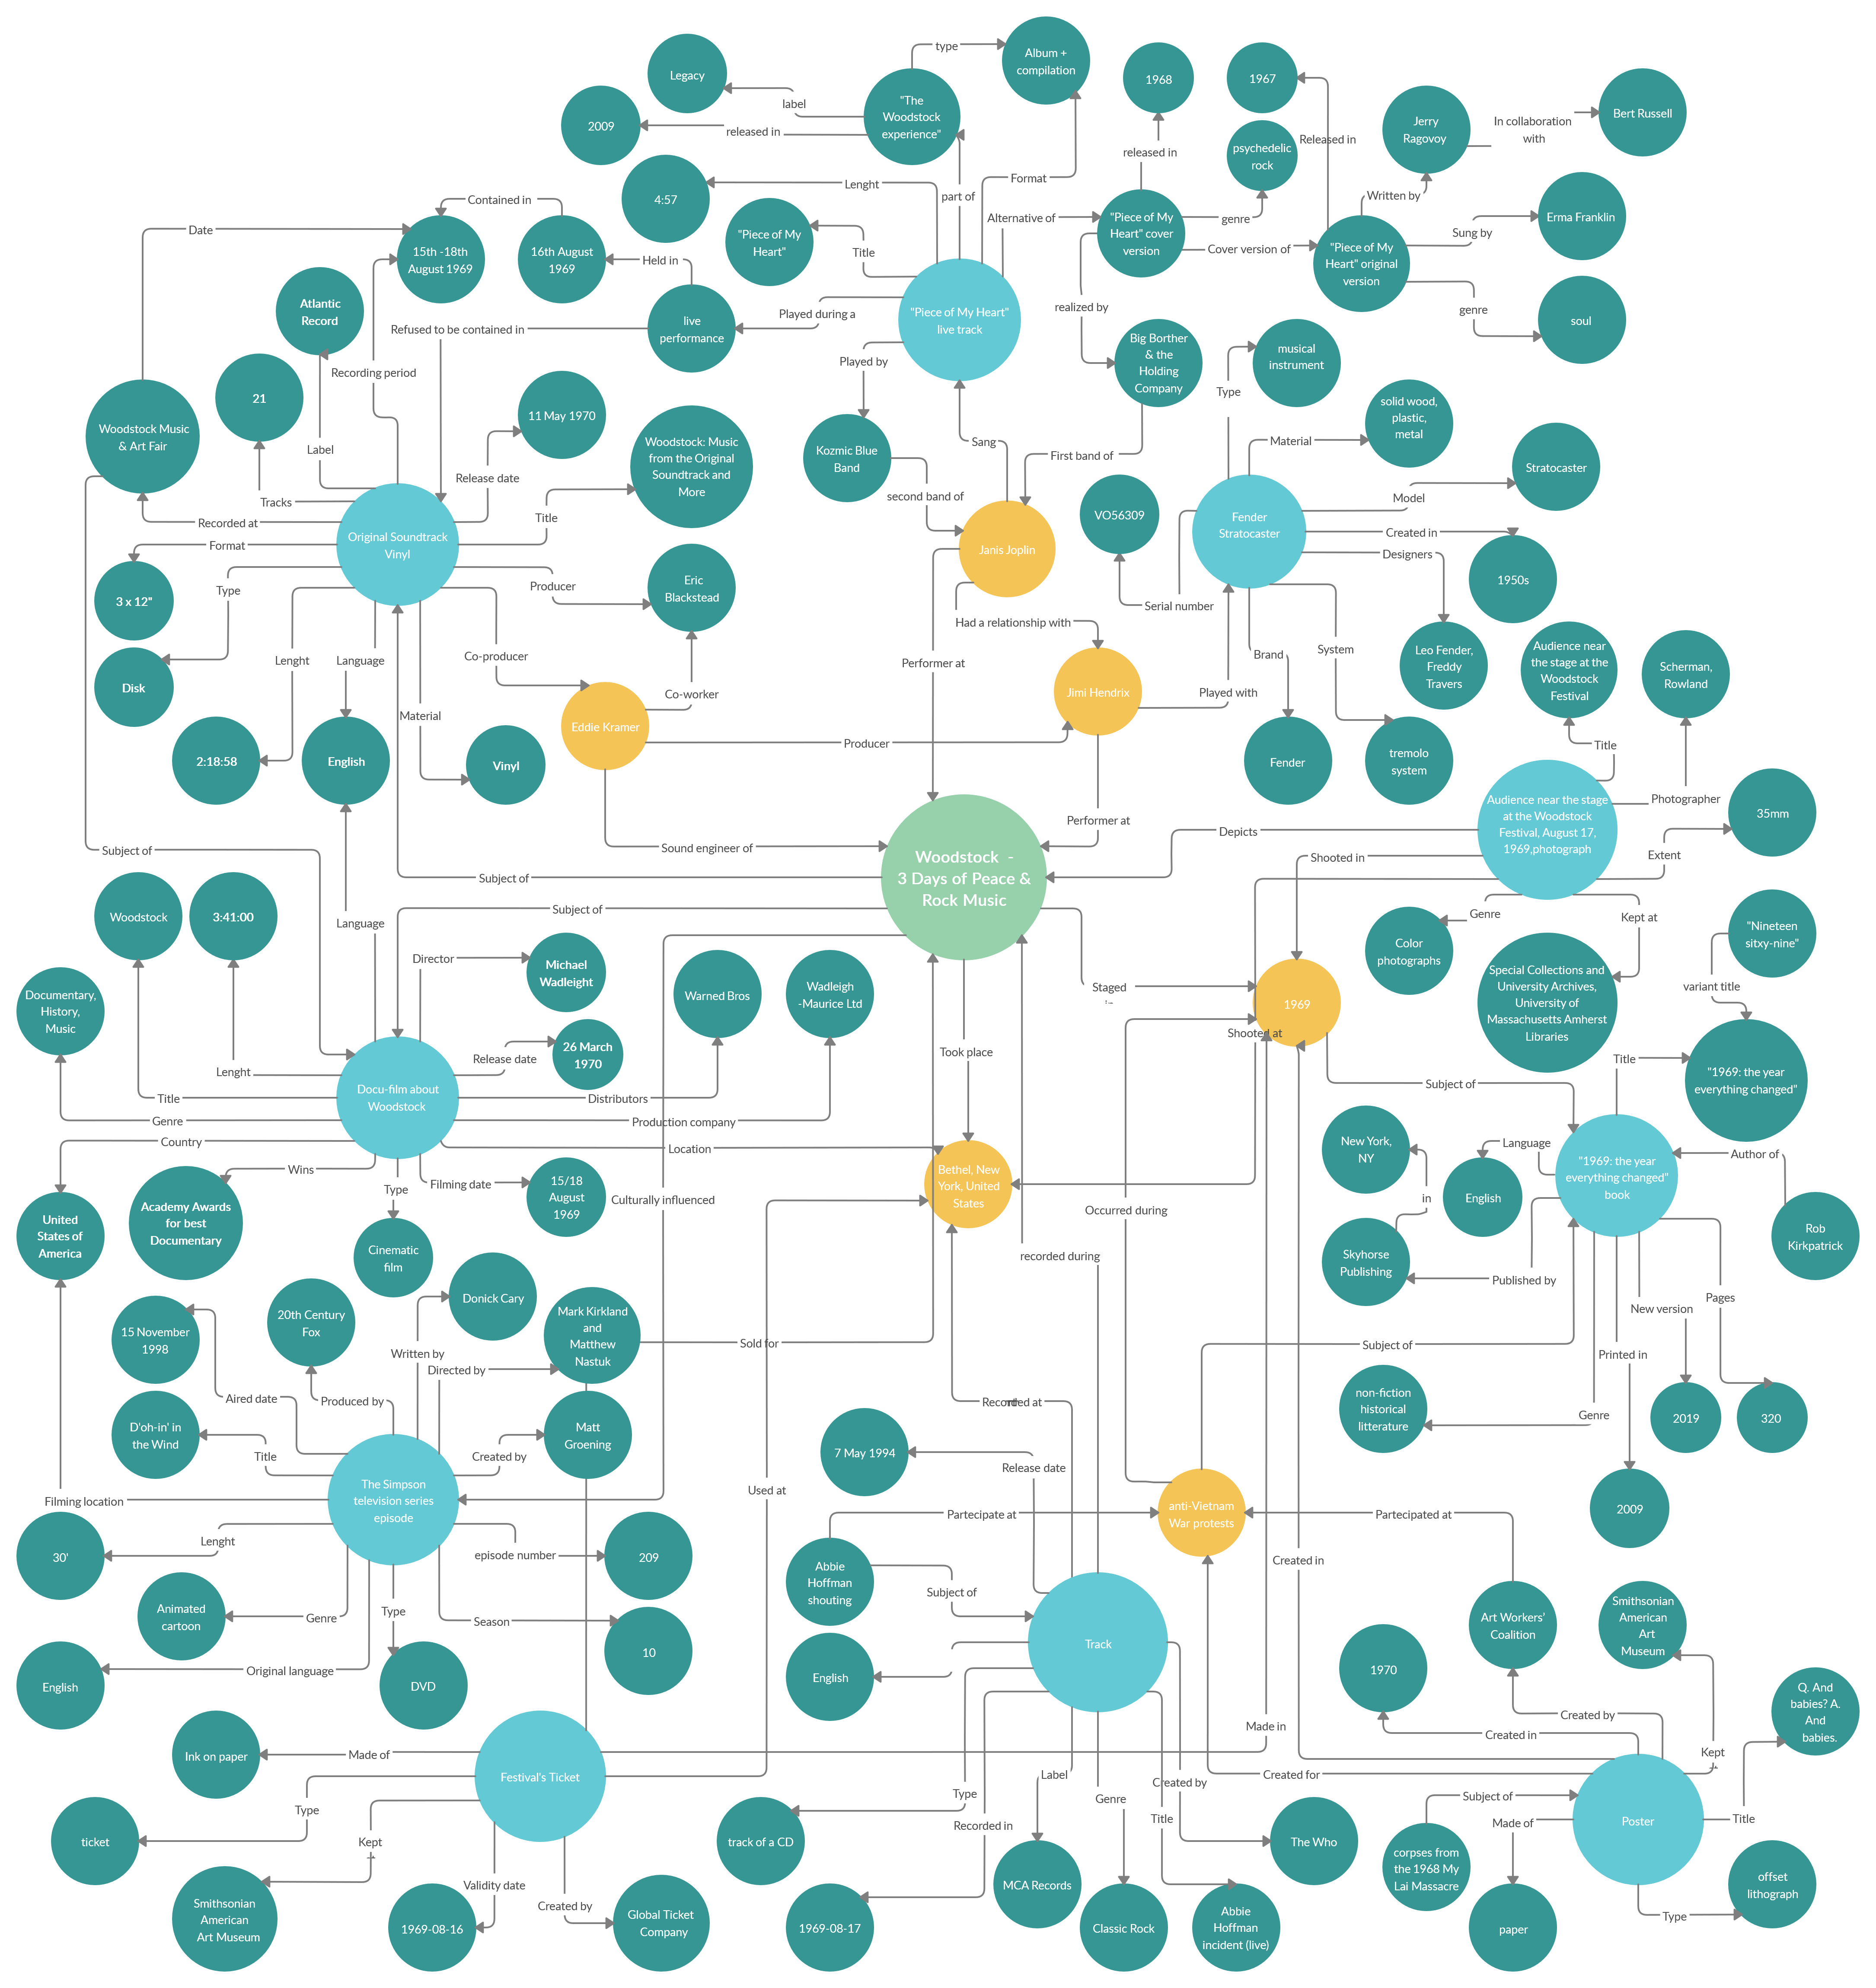 type
Album +
compilation
Legacy
"The
Woodstock
experience"
label
2009
released in
1968
1967
Jerry
Ragovoy
In collaboration
with
Bert Russell
released in
psychedelic
rock
Released in
4:57
Lenght
part of
Format
Written by
Contained in
Alternative of
"Piece of My
Heart" cover
version
genre
Erma Franklin
Date
15th -18th
August 1969
16th August
1969
Held in
"Piece of My
Heart"
Title
Cover version of
"Piece of My
Heart" original
version
Sung by
Atlantic
Record
realized by
genre
soul
Refused to be contained in
live
performance
Played during a
"Piece of My Heart"
live track
Big Borther
& the
Holding
Company
musical
instrument
Played by
Recording period
Type
21
11 May 1970
solid wood,
plastic,
metal
Woodstock Music
& Art Fair
Label
Woodstock: Music
from the Original
Soundtrack and
More
Kozmic Blue
Band
Sang
First band of
Material
Stratocaster
Release date
Tracks
second band of
Model
Title
VO56309
Recorded at
Fender
Stratocaster
Created in
Format
Original Soundtrack
Vinyl
Janis Joplin
Designers
Type
Producer
Eric
Blackstead
1950s
3 x 12"
Serial number
Had a relationship with
Lenght
Language
Co-producer
Performer at
Brand
System
Leo Fender,
Freddy
Travers
Audience near
the stage at the
Woodstock
Festival
Scherman,
Rowland
Disk
Co-worker
Jimi Hendrix
Played with
Material
Eddie Kramer
Producer
Title
2:18:58
English
Vinyl
Fender
tremolo
system
Audience near the stage
at the Woodstock
Festival, August 17,
1969,photograph
Photographer
35mm
Performer at
Depicts
Subject of
Sound engineer of
Woodstock -
3 Days of Peace &
Rock Music
Shooted in
Extent
Subject of
Subject of
Genre
Kept at
Woodstock
3:41:00
Language
Color
photographs
"Nineteen
sitxy-nine"
Director
Michael
Wadleight
Special Collections and
University Archives,
University of
Massachusetts Amherst
Libraries
variant title
Documentary,
History,
Music
Warned Bros
Wadleigh
-Maurice Ltd
Staged
1969
Shooted at
Release date
26 March
1970
Took place
Title
"1969: the year
everything changed"
Lenght
Docu-film about
Woodstock
Subject of
Title
Distributors
Genre
Production company
New York,
NY
Language
Country
Location
"1969: the year
everything changed"
book
Author of
Wins
Type
Filming date
15/18
August
1969
Culturally influenced
Bethel, New
York, United
States
in
English
Academy Awards
for best
Documentary
Occurred during
United
States of
America
Cinematic
film
recorded during
Skyhorse
Publishing
Published by
Rob
Kirkpatrick
Donick Cary
Mark Kirkland
and
Matthew
Nastuk
Pages
New version
15 November
1998
20th Century
Fox
Written by
Sold for
Subject of
Printed in
Directed by
Aired date
Produced by
Recorded at
non-fiction
historical
litterature
Genre
2019
320
D'oh-in' in
the Wind
Title
Created by
Matt
Groening
7 May 1994
Release date
Filming location
The Simpson
television series
episode
Used at
anti-Vietnam
War protests
2009
Partecipate at
Partecipated at
Lenght
30'
episode number
209
Created in
Abbie
Hoffman
shouting
Subject of
Animated
cartoon
Genre
Type
Season
Art Workers'
Coalition
Smithsonian
American
Art
Museum
Track
10
Original language
English
DVD
English
1970
Q. And
babies? A.
And
babies.
Created by
Made in
Created in
Ink on paper
Made of
Kept
Festival's Ticket
Label
Created by
Created for
Type
Type
Genre
Title
Subject of
Made of
Poster
Title
Recorded in
ticket
Kept
track of a CD
The Who
corpses from
the 1968 My
Lai Massacre
Validity date
MCA Records
offset
lithograph
Smithsonian
American
Art Museum
Created by
1969-08-16
Global Ticket
Company
1969-08-17
Classic Rock
Abbie
Hoffman
incident (live)
paper
Type